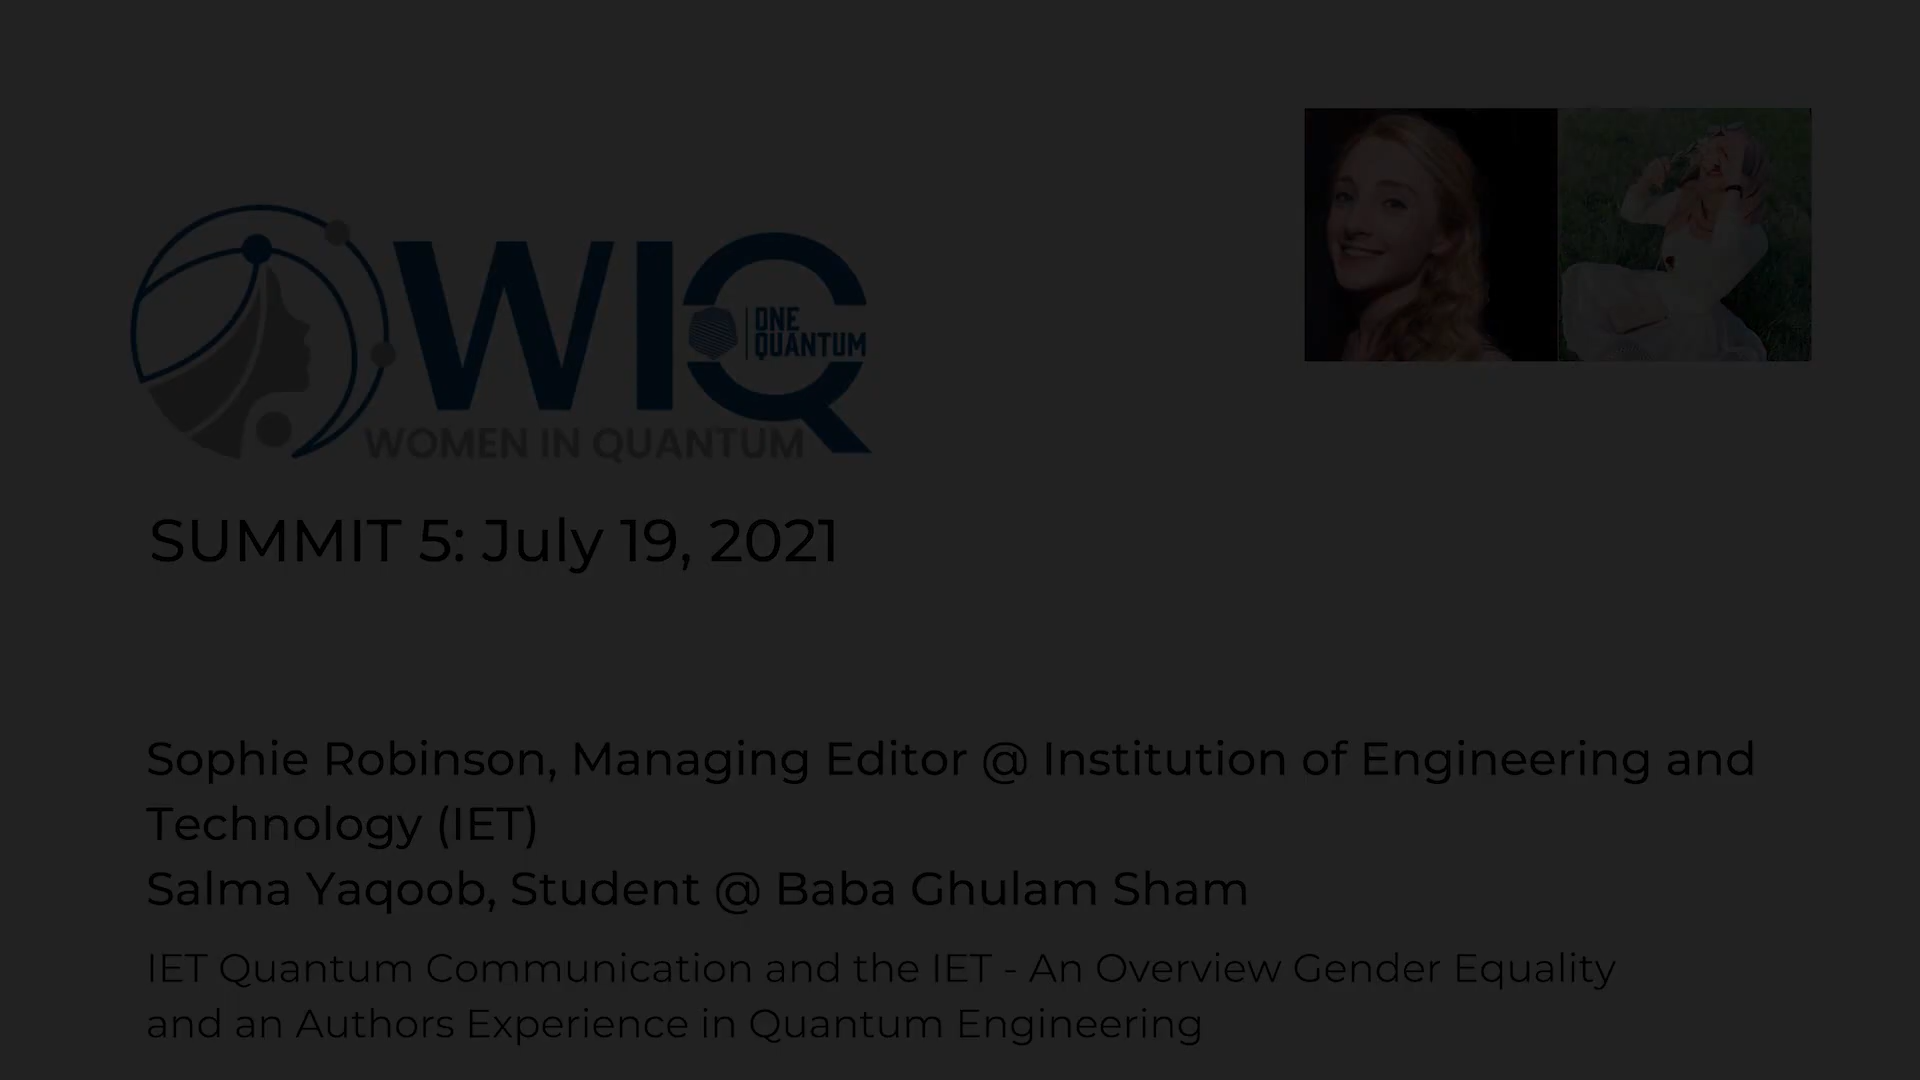 WIQ
ONE
QUANTUM
WOMEN IN QUANTUM
SUMMIT 5: July 19, 2021
Sophie Robinson, Managing Editor @ Institution of Engineering and
Technology (IET)
Salma Yaqoob, Student @ Baba Ghulam Sham
IET Quantum Communication and the IET - An Overview Gender Equality
and an Authors Experience in Quantum Engineering